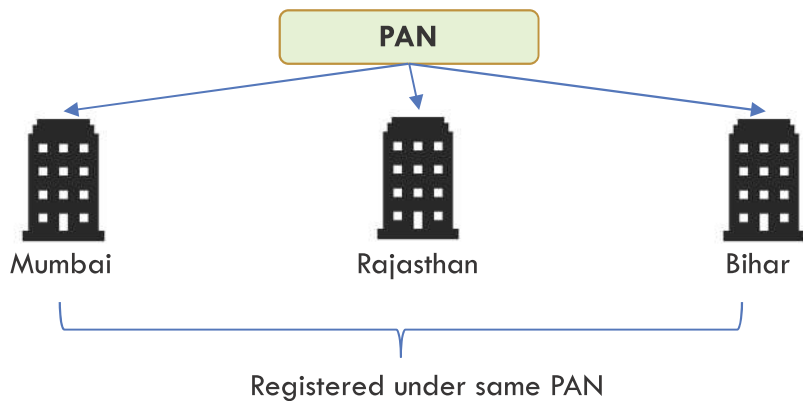 PAN
Mumbai
Rajasthan
Bihar
Registered under same PAN